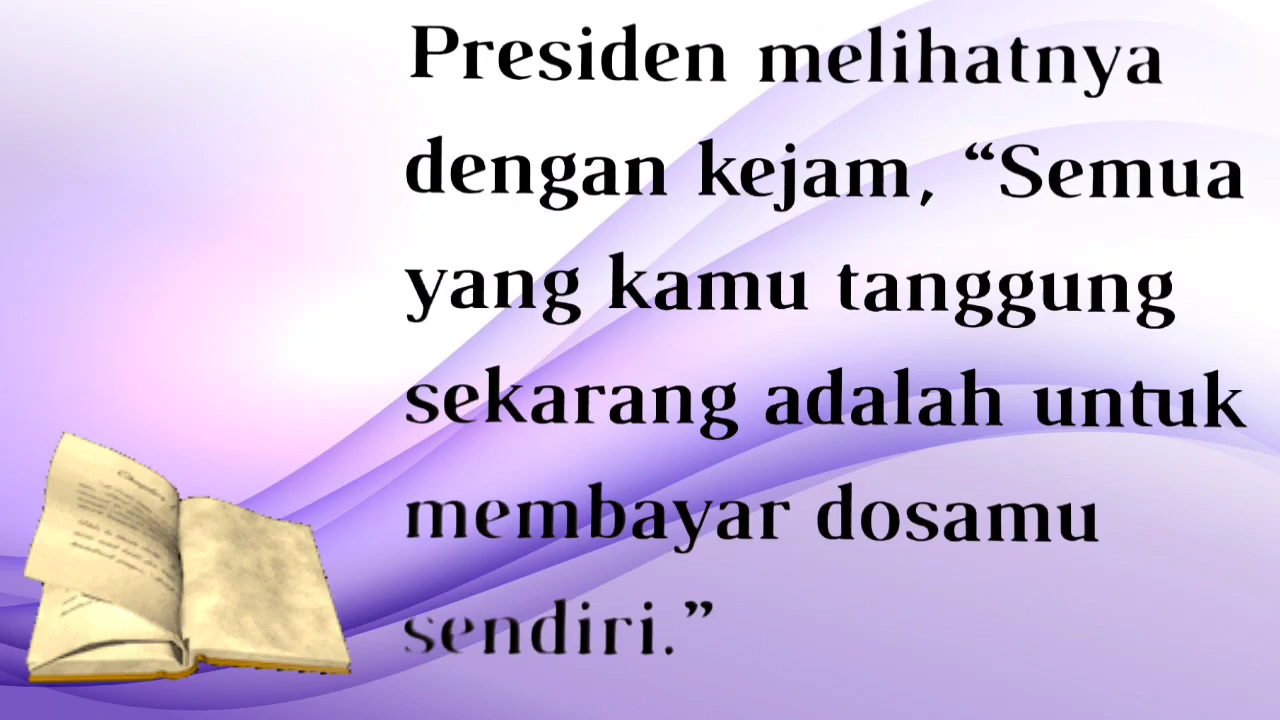 Presiden melihatnya
dengan kejam, “Semua
yang kamu tanggung
sekarang adalah untuk
membayar dosamu
sendiri.”